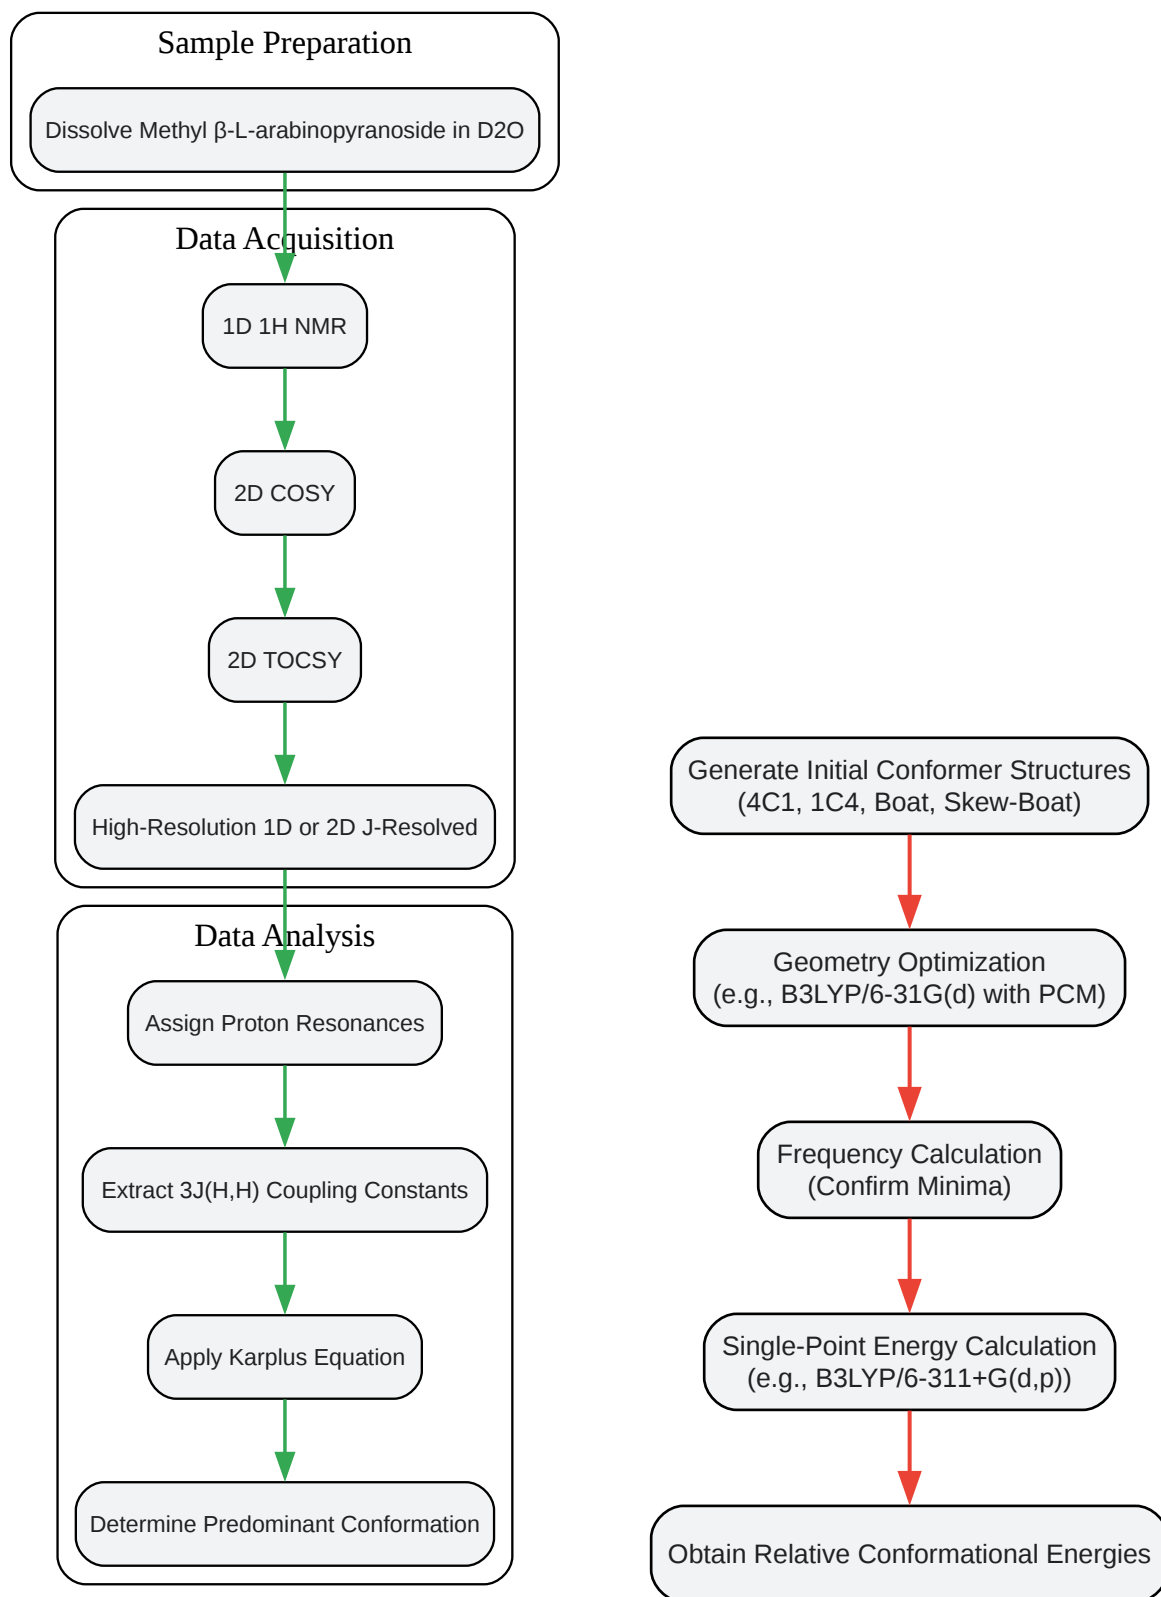 Sample Preparation
Dissolve Methyl β-L-arabinopyranoside in D2O
Data Acquisition
1D 1H NMR
2D COSY
2D TOCSY
High-Resolution 1D or 2D J-Resolved
Data Analysis
Assign Proton Resonances
Extract 3J(H,H) Coupling Constants
Apply Karplus Equation
Determine Predominant Conformation
Generate Initial Conformer Structures
(4C1, 1C4, Boat, Skew-Boat)
Geometry Optimization
(e.g., B3LYP/6-31G(d) with PCM)
Frequency Calculation
(Confirm Minima)
Single-Point Energy Calculation
(e.g., B3LYP/6-311+G(d,p))
Obtain Relative Conformational Energies